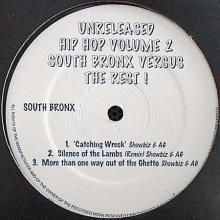 UNRELEASED
HIP HOP VOLUME 2
SOUTH BRONX VERSUS
THE REST !
SOUTH BRONX
1. 'Catching Wreck' Showbiz & AG
2. Silence of the Lambs (Remix) Showbiz & AG
3. More than one way out of the Ghetto Showbiz & AG